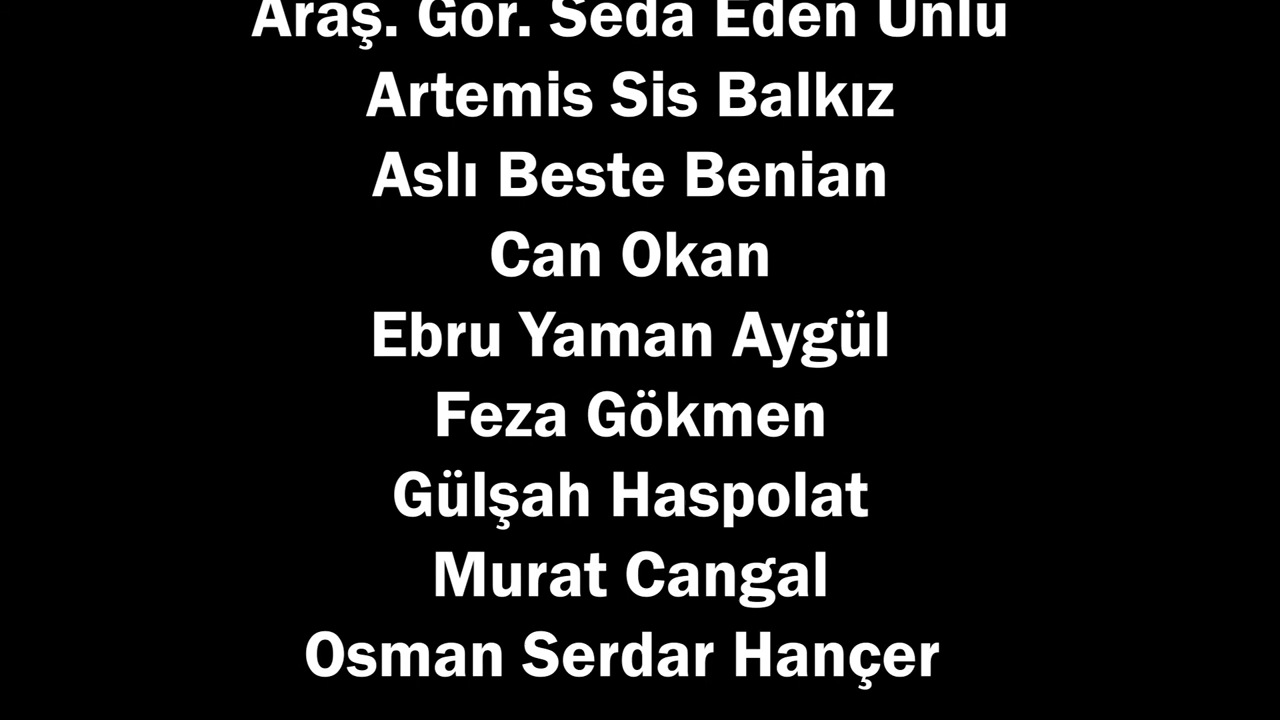 Araş. Gör. Seda Eden Ünlü
Artemis Sis Balkız
Aslı Beste Benian
Can Okan
Ebru Yaman Aygül
Feza Gökmen
Gülşah Haspolat
Murat Cangal
Osman Serdar Hançer